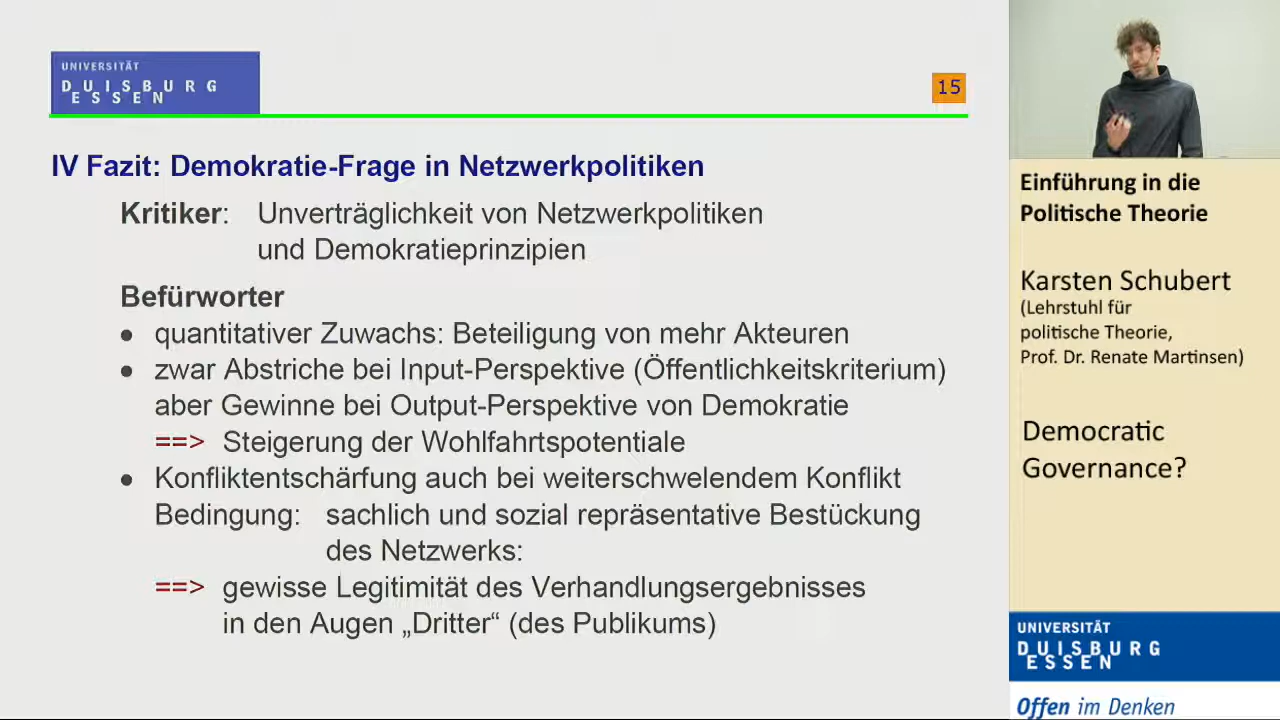 UNIVERSITÄT
DUISBURG
ESSEN
15
IV Fazit: Demokratie-Frage in Netzwerkpolitiken
Kritiker: Unverträglichkeit von Netzwerkpolitiken
und Demokratieprinzipien
Befürworter
• quantitativer Zuwachs: Beteiligung von mehr Akteuren
• zwar Abstriche bei Input-Perspektive (Öffentlichkeitskriterium)
aber Gewinne bei Output-Perspektive von Demokratie
==> Steigerung der Wohlfahrtspotentiale
• Konfliktentschärfung auch bei weiterschwelendem Konflikt
Bedingung: sachlich und sozial repräsentative Bestückung
des Netzwerks:
==> gewisse Legitimität des Verhandlungsergebnisses
in den Augen „Dritter“ (des Publikums)
Einführung in die
Politische Theorie
Karsten Schubert
(Lehrstuhl für
politische Theorie,
Prof. Dr. Renate Martinsen)
Democratic
Governance?
UNIVERSITÄT
DUISBURG
ESSEN
Offen im Denken